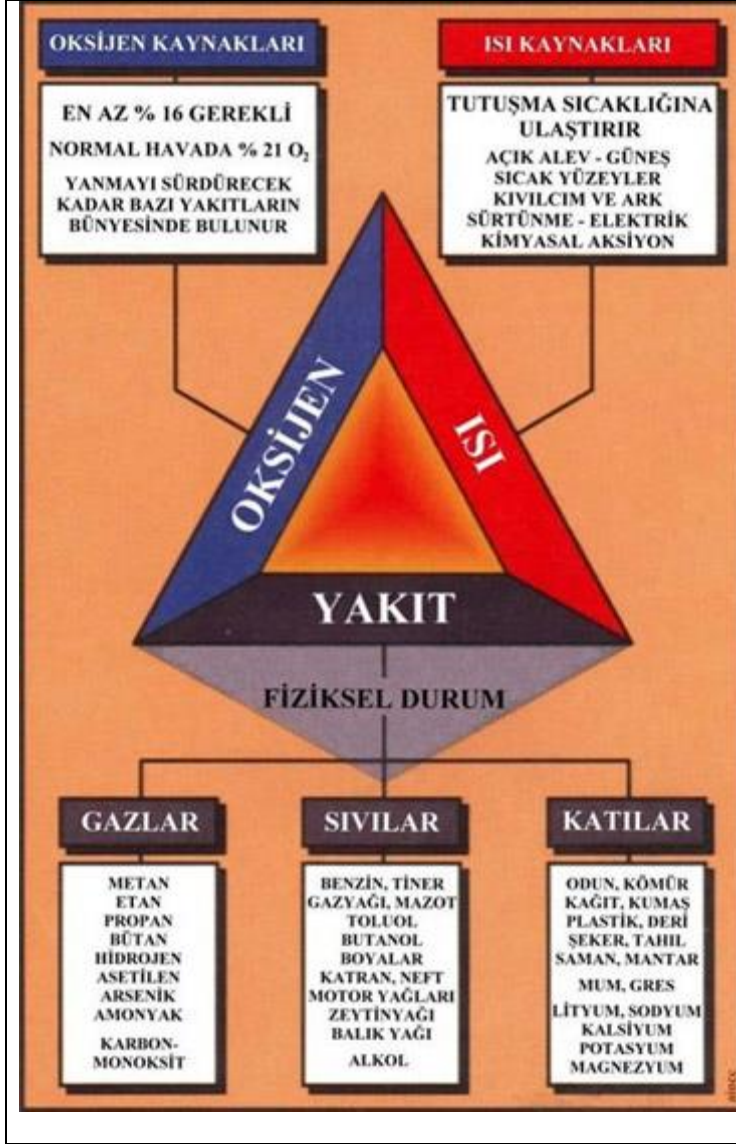 OKSİJEN KAYNAKLARI
EN AZ % 16 GEREKLİ
NORMAL HAVADA % 21 O₂
YANMAYI SÜRDÜRECEK
KADAR BAZI YAKITLARIN
BÜNYESİNDE BULUNUR
ISI KAYNAKLARI
TUTUŞMA SICAKLIĞINA
ULAŞTIRIR
AÇIK ALEV - GÜNEŞ
SICAK YÜZEYLER
KIVILCIM VE ARK
SÜRTÜNME - ELEKTRİK
KİMYASAL AKSİYON
OKSİJEN
ISI
YAKIT
FİZİKSEL DURUM
GAZLAR
METAN
ETAN
PROPAN
BÜTAN
HİDROJEN
ASETİLEN
ARSENİK
AMONYAK
KARBON-
MONOKSİT
SIVILAR
BENZİN, TİNER
GAZYAĞI, MAZOT
TOLUOL
BUTANOL
BOYALAR
KATRAN, NEFT
MOTOR YAĞLARI
ZEYTİNYAĞI
BALIK YAĞI
ALKOL
KATILAR
ODUN, KÖMÜR
KAĞIT, KUMAŞ
PLASTİK, DERİ
ŞEKER, TAHIL
SAMAN, MANTAR
MUM, GRES
LİTYUM, SODYUM
KALSİYUM
POTASYUM
MAGNEZYUM